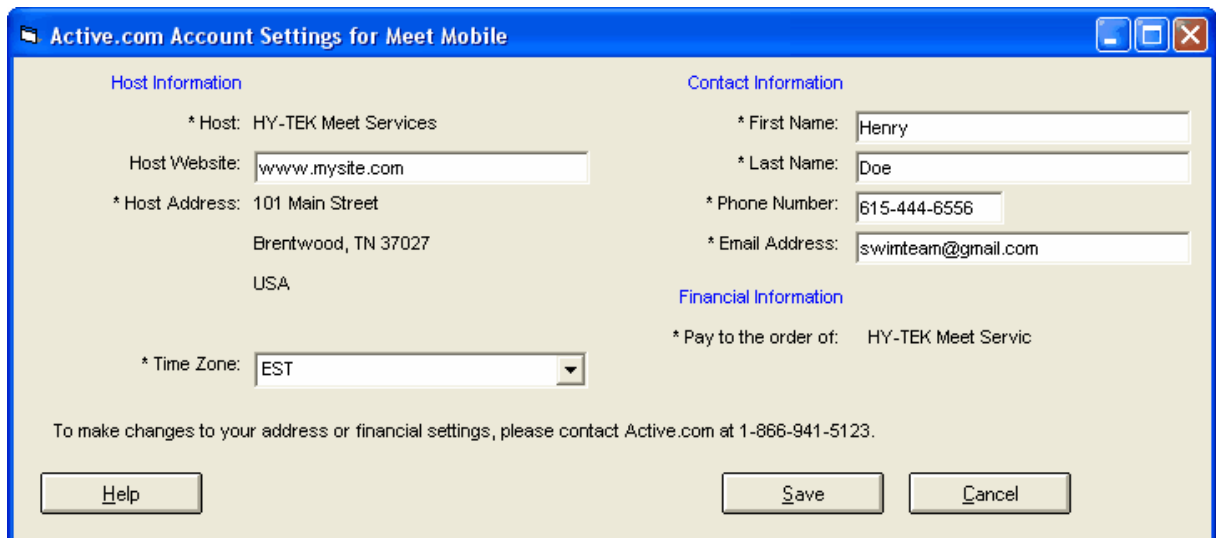 Active.com Account Settings for Meet Mobile
Host Information
* Host: HY-TEK Meet Services
Host Website: wwww.mysite.com
* Host Address: 101 Main Street
Brentwood, TN 37027
USA
* Time Zone: EST
Contact Information
* First Name: Henry
* Last Name: Doe
* Phone Number: 615-444-6556
* Email Address: swimteam@gmail.com
Financial Information
* Pay to the order of: HY-TEK Meet Servic
To make changes to your address or financial settings, please contact Active.com at 1-866-941-5123.
Help
Save
Cancel